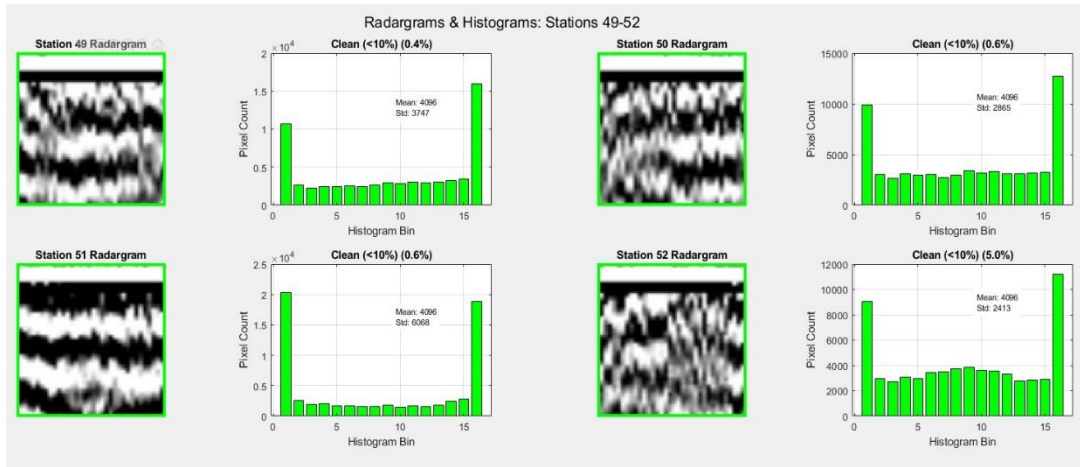 Radargrams & Histograms: Stations 49-52
Station 49 Radargram
Clean (<10%) (0.4%)
×10⁴
2
1.5
1
0.5
0
Pixel Count
Mean: 4096
Std: 3747
0 5 10 15
Histogram Bin
Station 50 Radargram
Clean (<10%) (0.6%)
15000
10000
5000
0
Pixel Count
Mean: 4096
Std: 2865
0 5 10 15
Histogram Bin
Station 51 Radargram
Clean (<10%) (0.6%)
×10⁴
2.5
2
1.5
1
0.5
0
Pixel Count
Mean: 4096
Std: 6068
0 5 10 15
Histogram Bin
Station 52 Radargram
Clean (<10%) (5.0%)
12000
10000
8000
6000
4000
2000
0
Pixel Count
Mean: 4096
Std: 2413
0 5 10 15
Histogram Bin